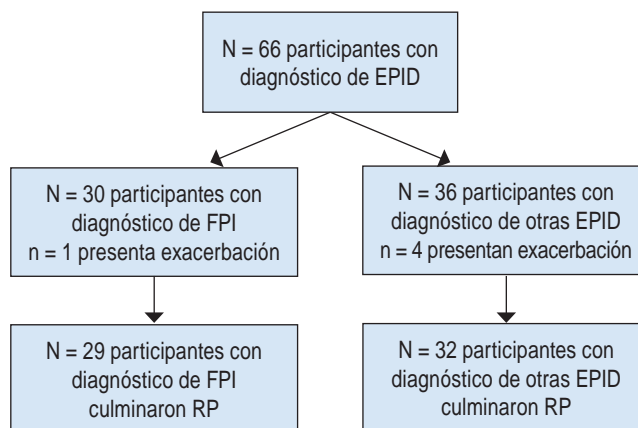 N = 66 participantes con
diagnóstico de EPID
N = 30 participantes con
diagnóstico de FPI
n = 1 presenta exacerbación
N = 36 participantes con
diagnóstico de otras EPID
n = 4 presentan exacerbación
N = 29 participantes con
diagnóstico de FPI
culminaron RP
N = 32 participantes con
diagnóstico de otras EPID
culminaron RP